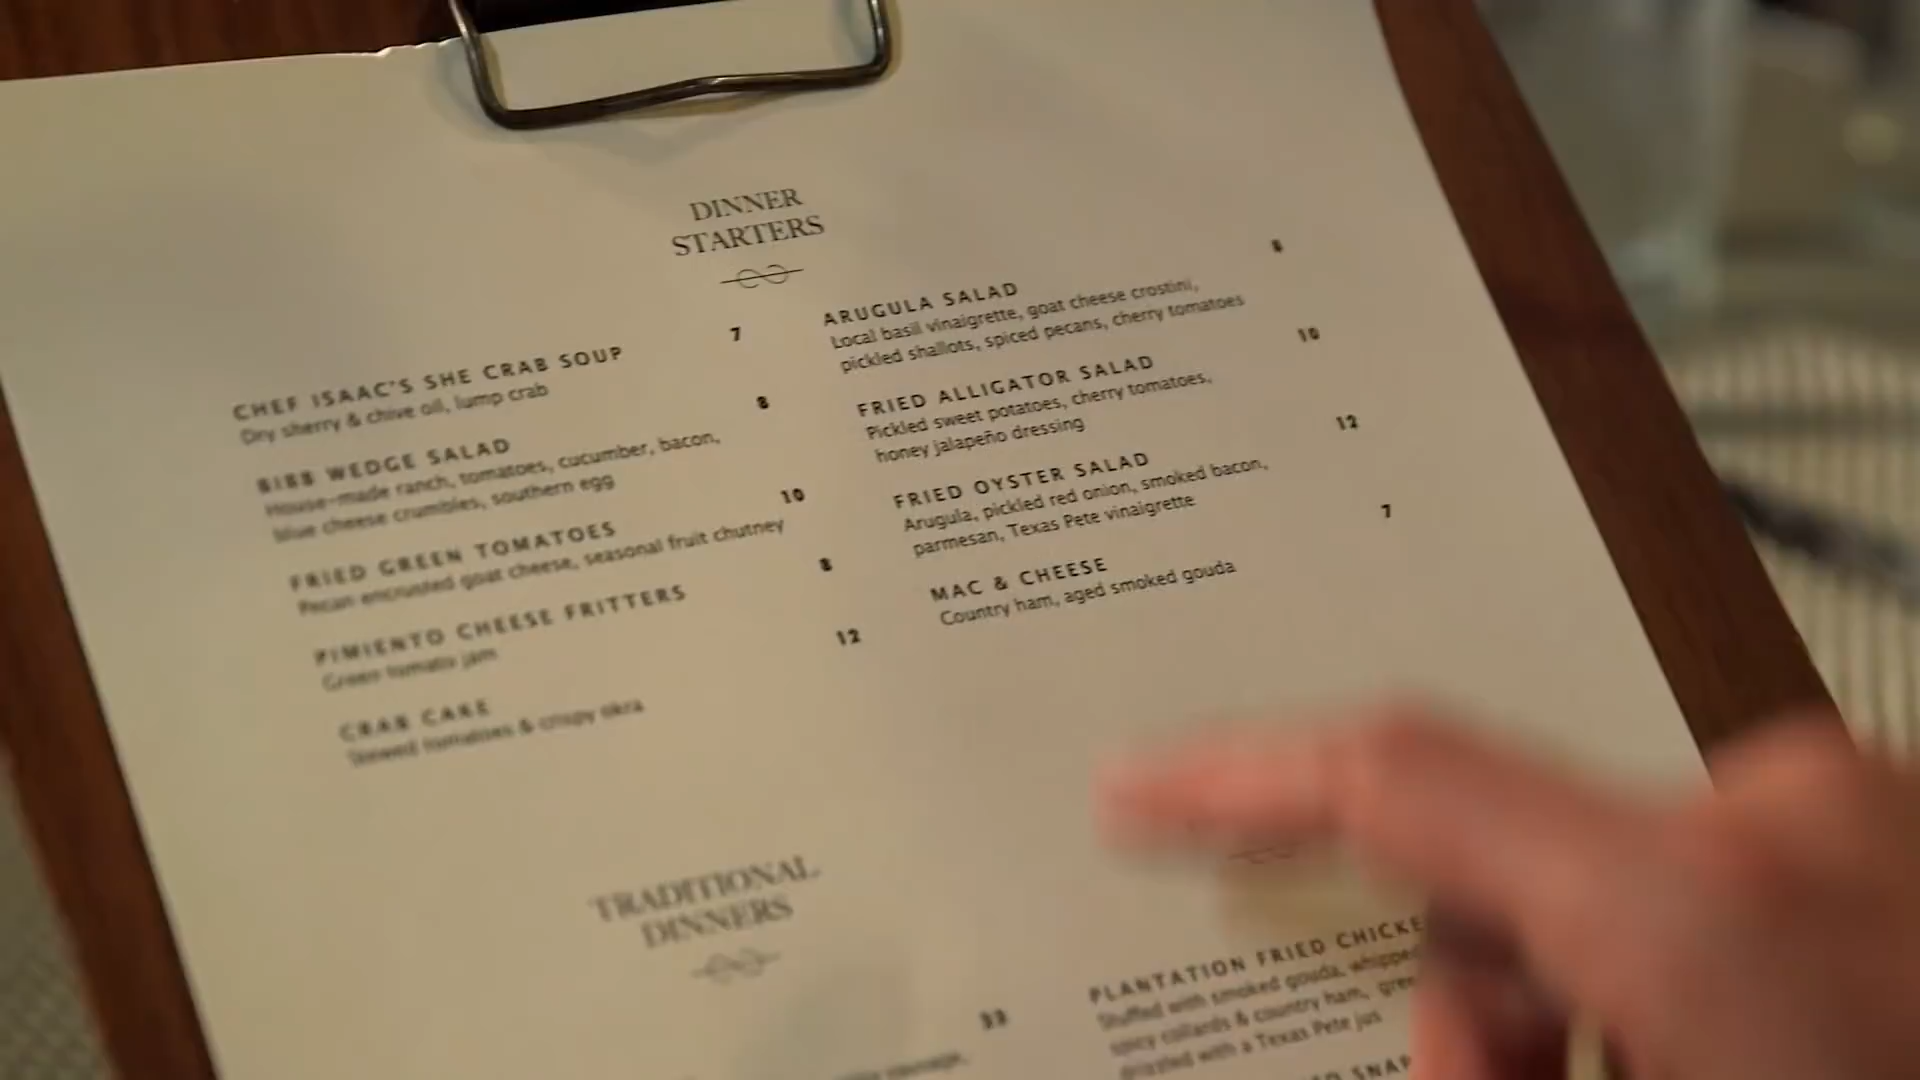 DINNER
STARTERS
CHEF ISAAC'S SHE CRAB SOUP 7
Dry sherry & chive oil, lump crab
BIBB WEDGE SALAD 8
House-made ranch, tomatoes, cucumber, bacon,
blue cheese crumbles, southern egg
FRIED GREEN TOMATOES 10
Pecan encrusted goat cheese, seasonal fruit chutney
PIMIENTO CHEESE FRITTERS 8
Green tomato jam
CRAB CAKE 12
Stewed tomatoes & crispy okra
ARUGULA SALAD 8
Local basil vinaigrette, goat cheese crostini,
pickled shallots, spiced pecans, cherry tomatoes
FRIED ALLIGATOR SALAD 10
Pickled sweet potatoes, cherry tomatoes,
honey jalapeño dressing
FRIED OYSTER SALAD 12
Arugula, pickled red onion, smoked bacon,
parmesan, Texas Pete vinaigrette
MAC & CHEESE 7
Country ham, aged smoked gouda
TRADITIONAL
DINNERS
sausage,
PLANTATION FRIED CHICKE
Stuffed with smoked gouda, whipped
spicy collards & country ham, gree
drizzled with a Texas Pete jus